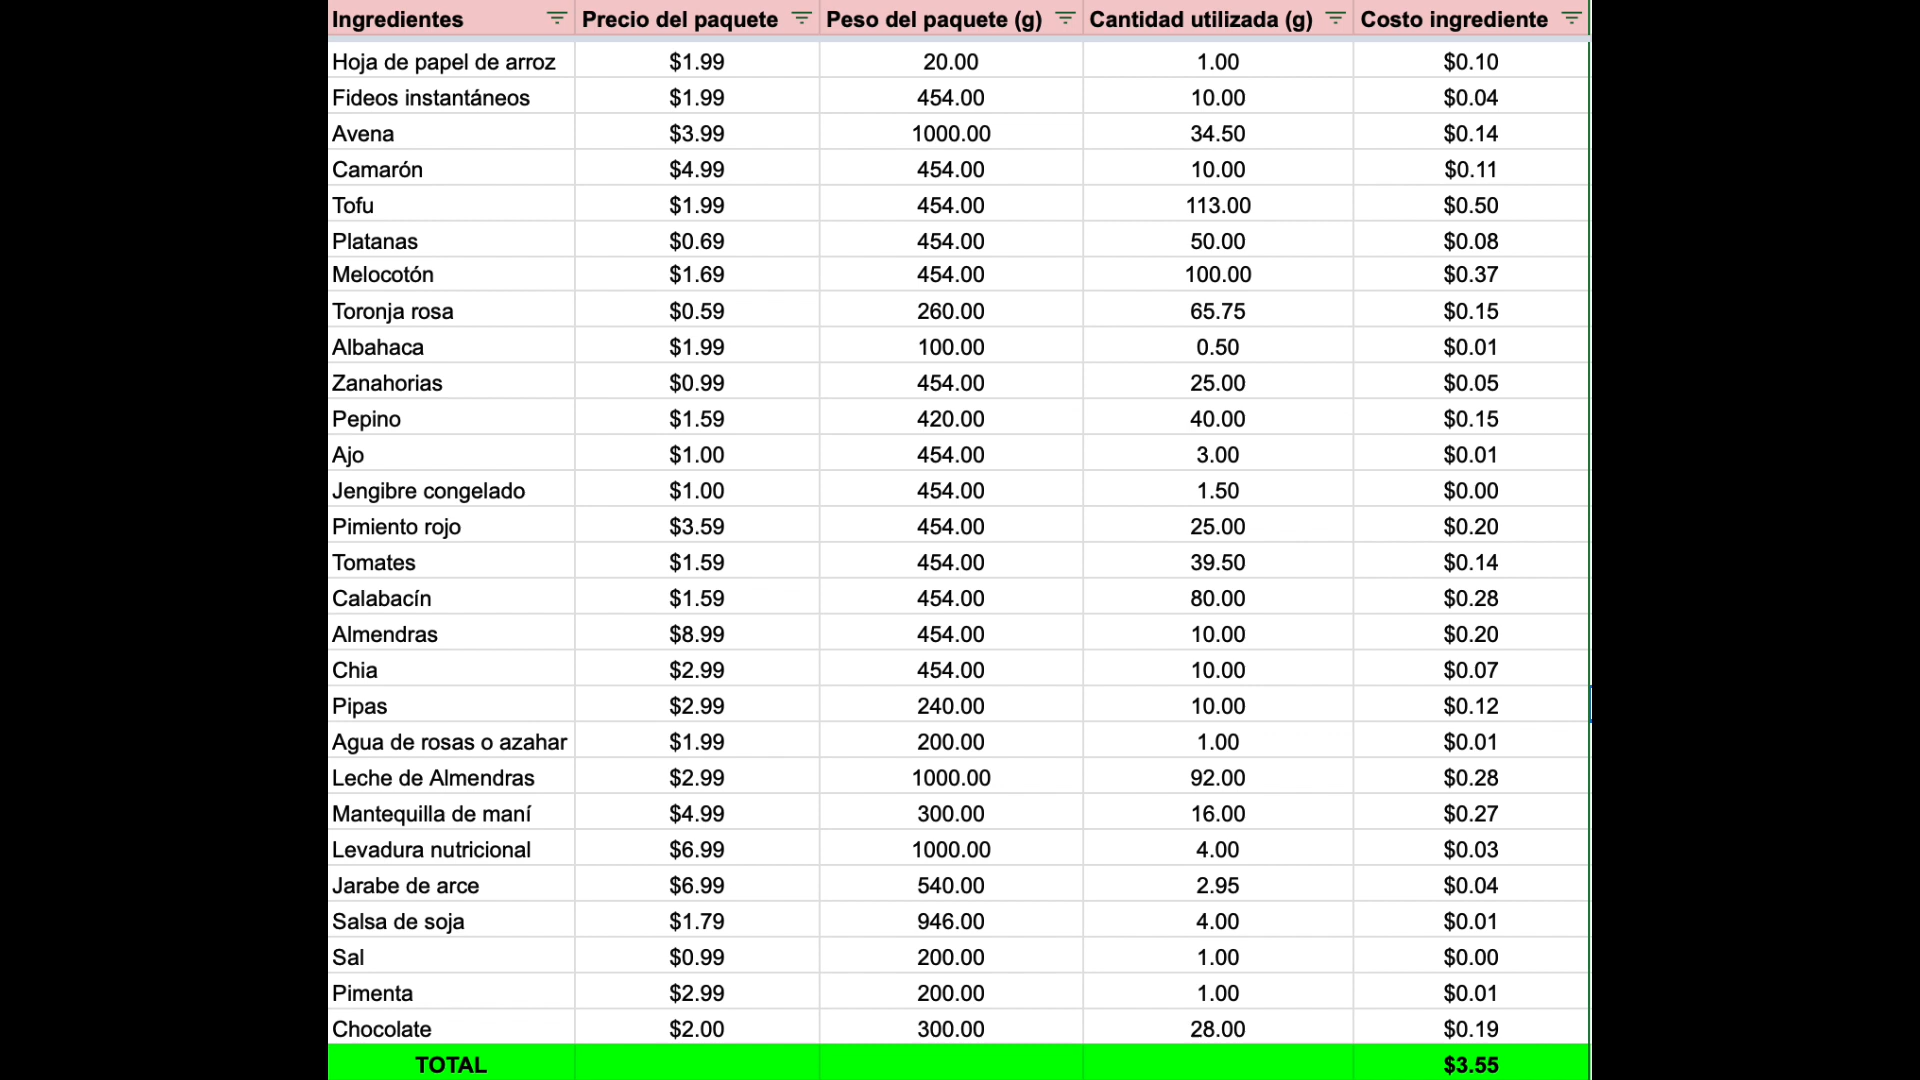 Ingredientes Precio del paquete Peso del paquete (g) Cantidad utilizada (g) Costo ingrediente
Hoja de papel de arroz $1.99 20.00 1.00 $0.10
Fideos instantáneos $1.99 454.00 10.00 $0.04
Avena $3.99 1000.00 34.50 $0.14
Camarón $4.99 454.00 10.00 $0.11
Tofu $1.99 454.00 113.00 $0.50
Platanas $0.69 454.00 50.00 $0.08
Melocotón $1.69 454.00 100.00 $0.37
Toronja rosa $0.59 260.00 65.75 $0.15
Albahaca $1.99 100.00 0.50 $0.01
Zanahorias $0.99 454.00 25.00 $0.05
Pepino $1.59 420.00 40.00 $0.15
Ajo $1.00 454.00 3.00 $0.01
Jengibre congelado $1.00 454.00 1.50 $0.00
Pimiento rojo $3.59 454.00 25.00 $0.20
Tomates $1.59 454.00 39.50 $0.14
Calabacín $1.59 454.00 80.00 $0.28
Almendras $8.99 454.00 10.00 $0.20
Chia $2.99 454.00 10.00 $0.07
Pipas $2.99 240.00 10.00 $0.12
Agua de rosas o azahar $1.99 200.00 1.00 $0.01
Leche de Almendras $2.99 1000.00 92.00 $0.28
Mantequilla de maní $4.99 300.00 16.00 $0.27
Levadura nutricional $6.99 1000.00 4.00 $0.03
Jarabe de arce $6.99 540.00 2.95 $0.04
Salsa de soja $1.79 946.00 4.00 $0.01
Sal $0.99 200.00 1.00 $0.00
Pimenta $2.99 200.00 1.00 $0.01
Chocolate $2.00 300.00 28.00 $0.19
TOTAL $3.55